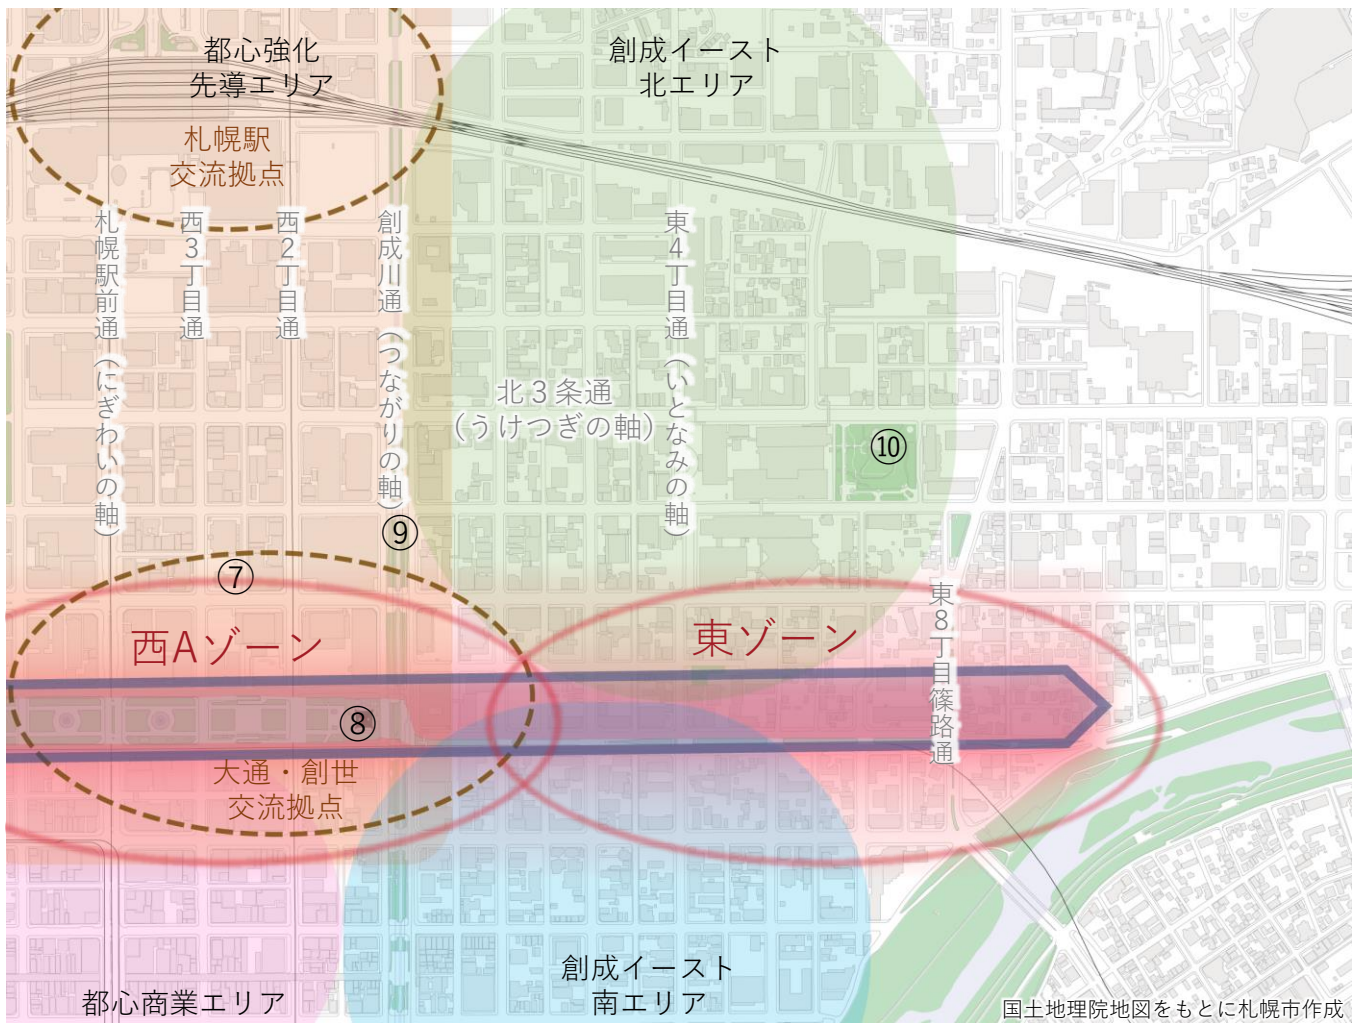 都心強化
先導エリア
創成イースト
北エリア
札幌駅
交流拠点
札幌駅前通（にぎわいの軸）
西3丁目通
西2丁目通
創成川通（つながりの軸）
東4丁目通（いとなみの軸）
北3条通
（うけつぎの軸）
⑩
⑨
⑦
西Aゾーン
東ゾーン
東8丁目篠路通
⑧
大通・創世
交流拠点
創成イースト
南エリア
都心商業エリア
国土地理院地図をもとに札幌市作成